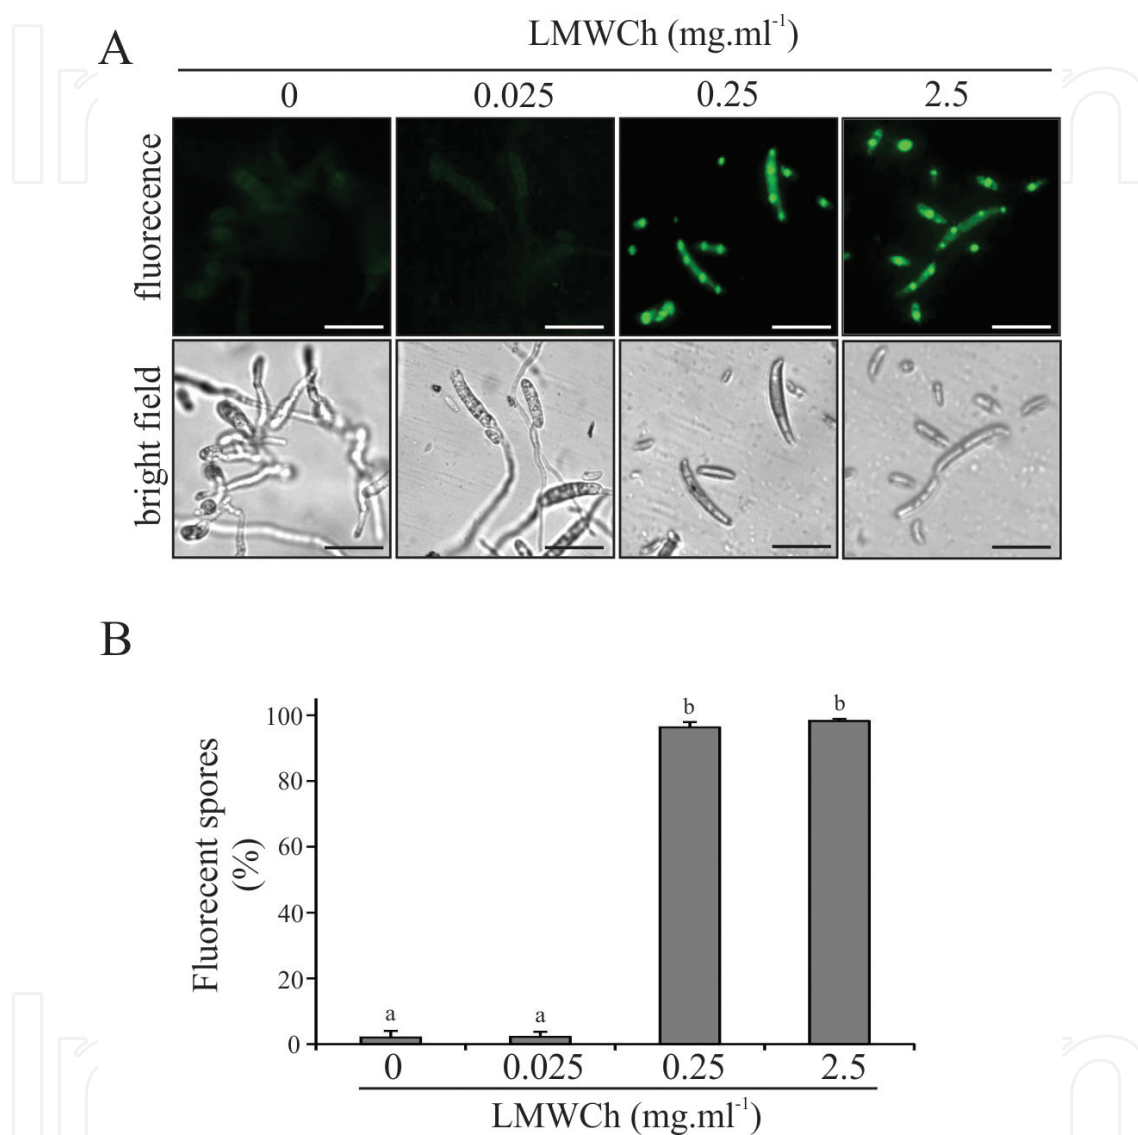 A
LMWCh (mg.ml⁻¹)
0 0.025 0.25 2.5
fluorecence
bright field
B
Fluorecent spores
(%)
100
80
60
40
20
0
a a b b
0 0.025 0.25 2.5
LMWCh (mg.ml⁻¹)